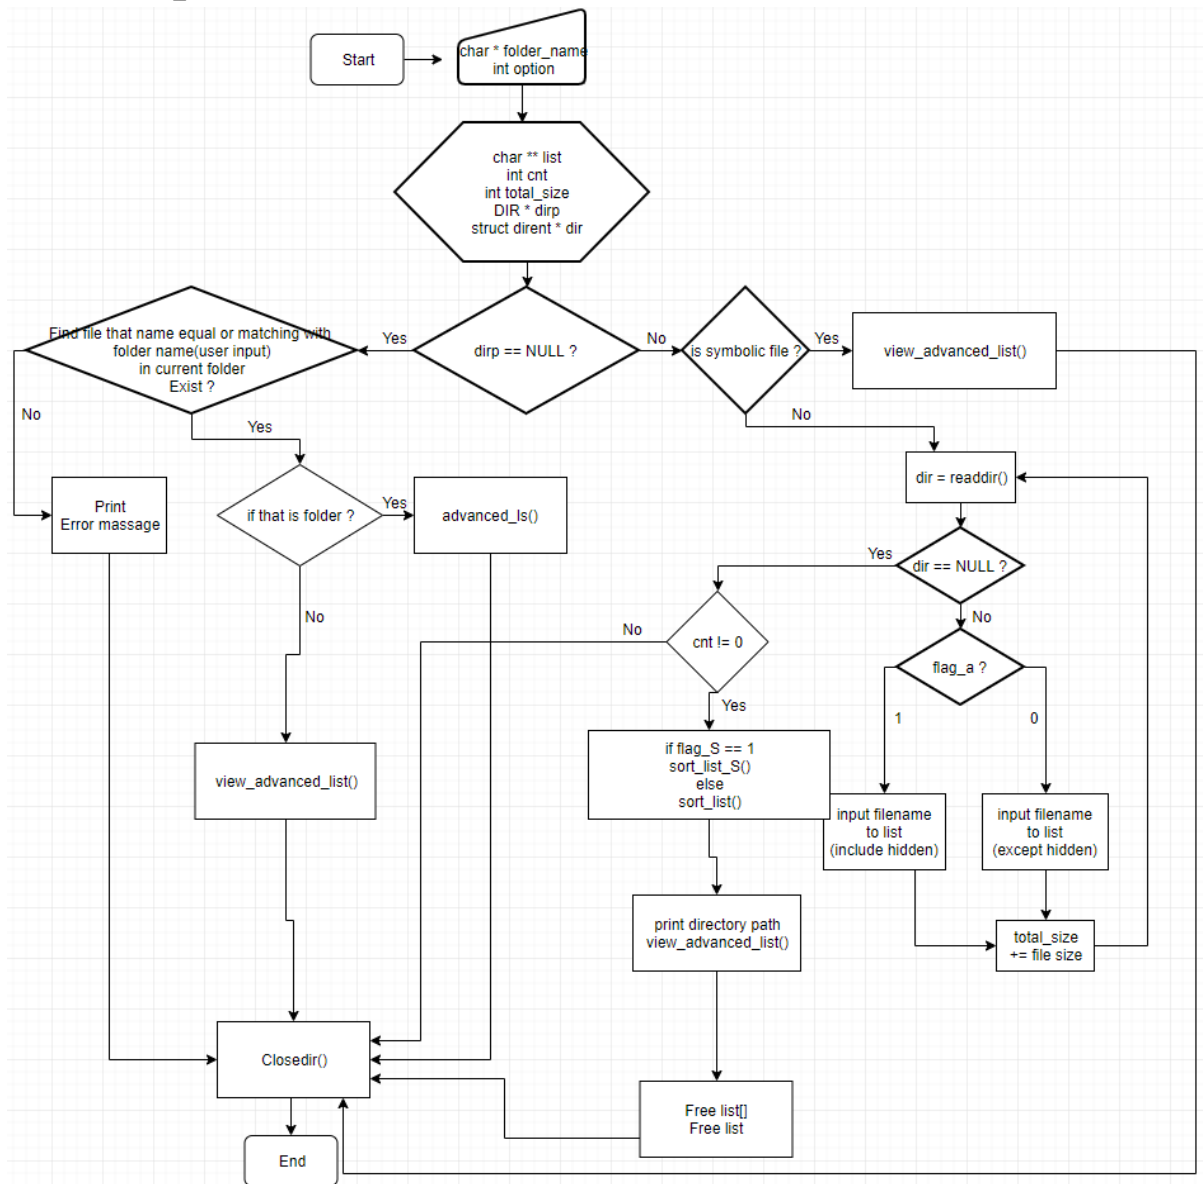 Start
char * folder_name
int option
char ** list
int cnt
int total_size
DIR * dirp
struct dirent * dir
Find file that name equal or matching with
folder name(user input)
in current folder
Exist ?
Yes
dirp == NULL ?
No
is symbolic file ?
Yes
view_advanced_list()
No
Yes
No
dir = readdir()
Print
Error massage
if that is folder ?
Yes
advanced_ls()
Yes
dir == NULL ?
No
No
No
cnt != 0
flag_a ?
Yes
1
0
if flag_S == 1
sort_list_S()
else
sort_list()
view_advanced_list()
input filename
to list
(include hidden)
input filename
to list
(except hidden)
print directory path
view_advanced_list()
total_size
+= file size
Closedir()
Free list[]
Free list
End